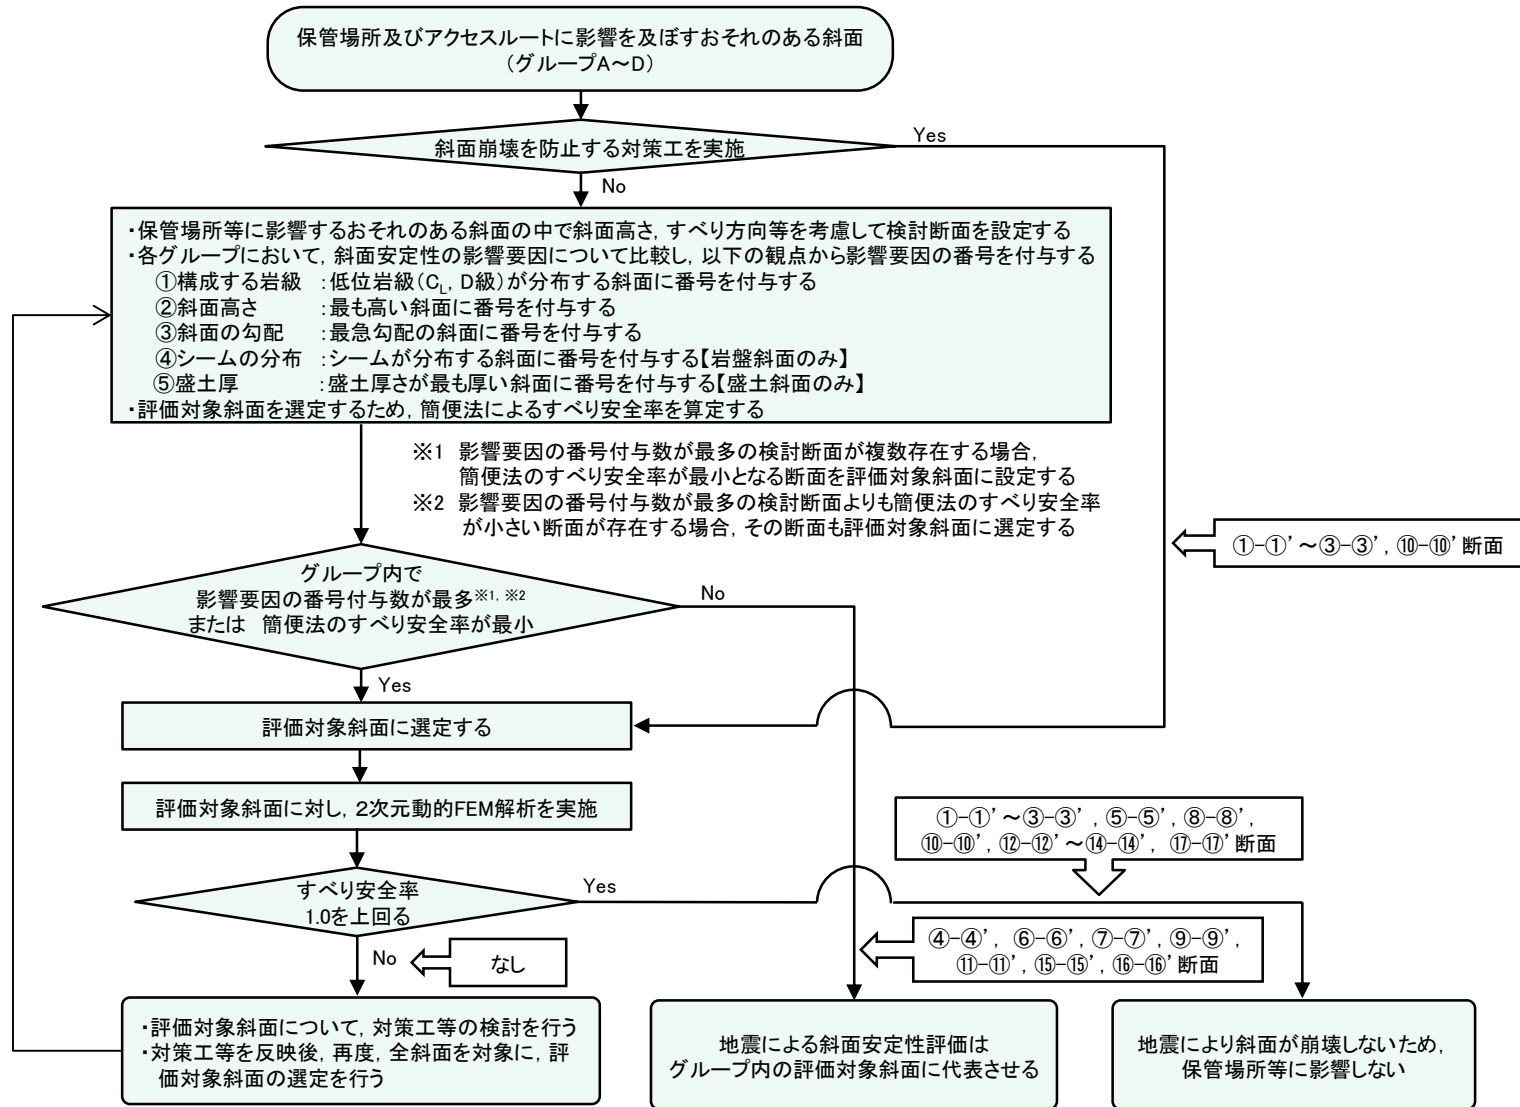 保管場所及びアクセスルートに影響を及ぼすおそれのある斜面
（グループA～D）
斜面崩壊を防止する対策工を実施
Yes
No
・保管場所等に影響するおそれのある斜面の中で斜面高さ，すべり方向等を考慮して検討断面を設定する
・各グループにおいて，斜面安定性の影響要因について比較し，以下の観点から影響要因の番号を付与する
①構成する岩級　：低位岩級（CL，D級）が分布する斜面に番号を付与する
②斜面高さ　：最も高い斜面に番号を付与する
③斜面の勾配　：最急勾配の斜面に番号を付与する
④シームの分布　：シームが分布する斜面に番号を付与する【岩盤斜面のみ】
⑤盛土厚　：盛土厚さが最も厚い斜面に番号を付与する【盛土斜面のみ】
・評価対象斜面を選定するため，簡便法によるすべり安全率を算定する
※1　影響要因の番号付与数が最多の検討断面が複数存在する場合，
簡便法のすべり安全率が最小となる断面を評価対象斜面に設定する
※2　影響要因の番号付与数が最多の検討断面よりも簡便法のすべり安全率
が小さい断面が存在する場合，その断面も評価対象斜面に選定する
①-①’～③-③’，⑩-⑩’断面
グループ内で
影響要因の番号付与数が最多※1，※2
または　簡便法のすべり安全率が最小
No
Yes
評価対象斜面に選定する
評価対象斜面に対し，2次元動的FEM解析を実施
①-①’～③-③’，⑤-⑤’，⑧-⑧’，
⑩-⑩’，⑫-⑫’～⑭-⑭’，⑰-⑰’断面
すべり安全率
1.0を上回る
Yes
No
なし
④-④’，⑥-⑥’，⑦-⑦’，⑨-⑨’，
⑪-⑪’，⑮-⑮’，⑯-⑯’断面
・評価対象斜面について，対策工等の検討を行う
・対策工等を反映後，再度，全斜面を対象に，評
価対象斜面の選定を行う
地震による斜面安定性評価は
グループ内の評価対象斜面に代表させる
地震により斜面が崩壊しないため，
保管場所等に影響しない